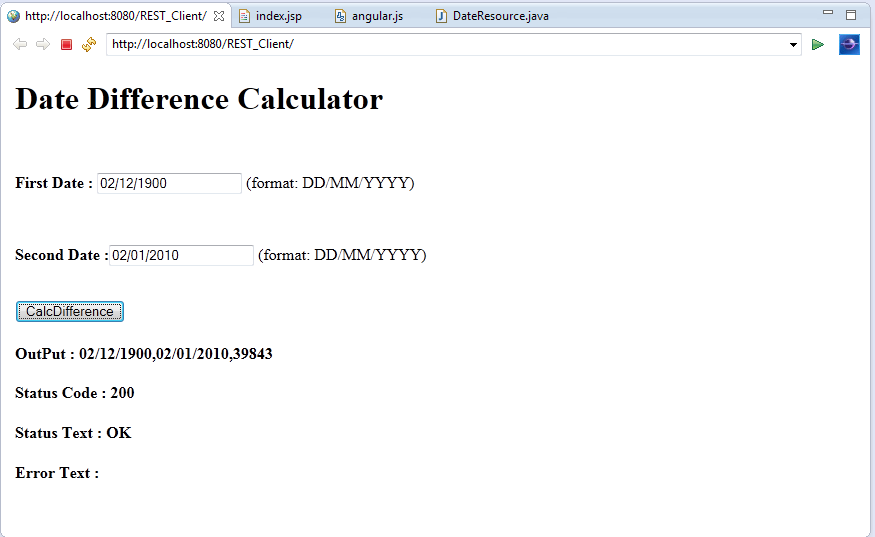 http://localhost:8080/REST_Client/ index.jsp angular.js DateResource.java
http://localhost:8080/REST_Client/
Date Difference Calculator
First Date : 02/12/1900 (format: DD/MM/YYYY)
Second Date : 02/01/2010 (format: DD/MM/YYYY)
CalcDifference
OutPut : 02/12/1900,02/01/2010,39843
Status Code : 200
Status Text : OK
Error Text :